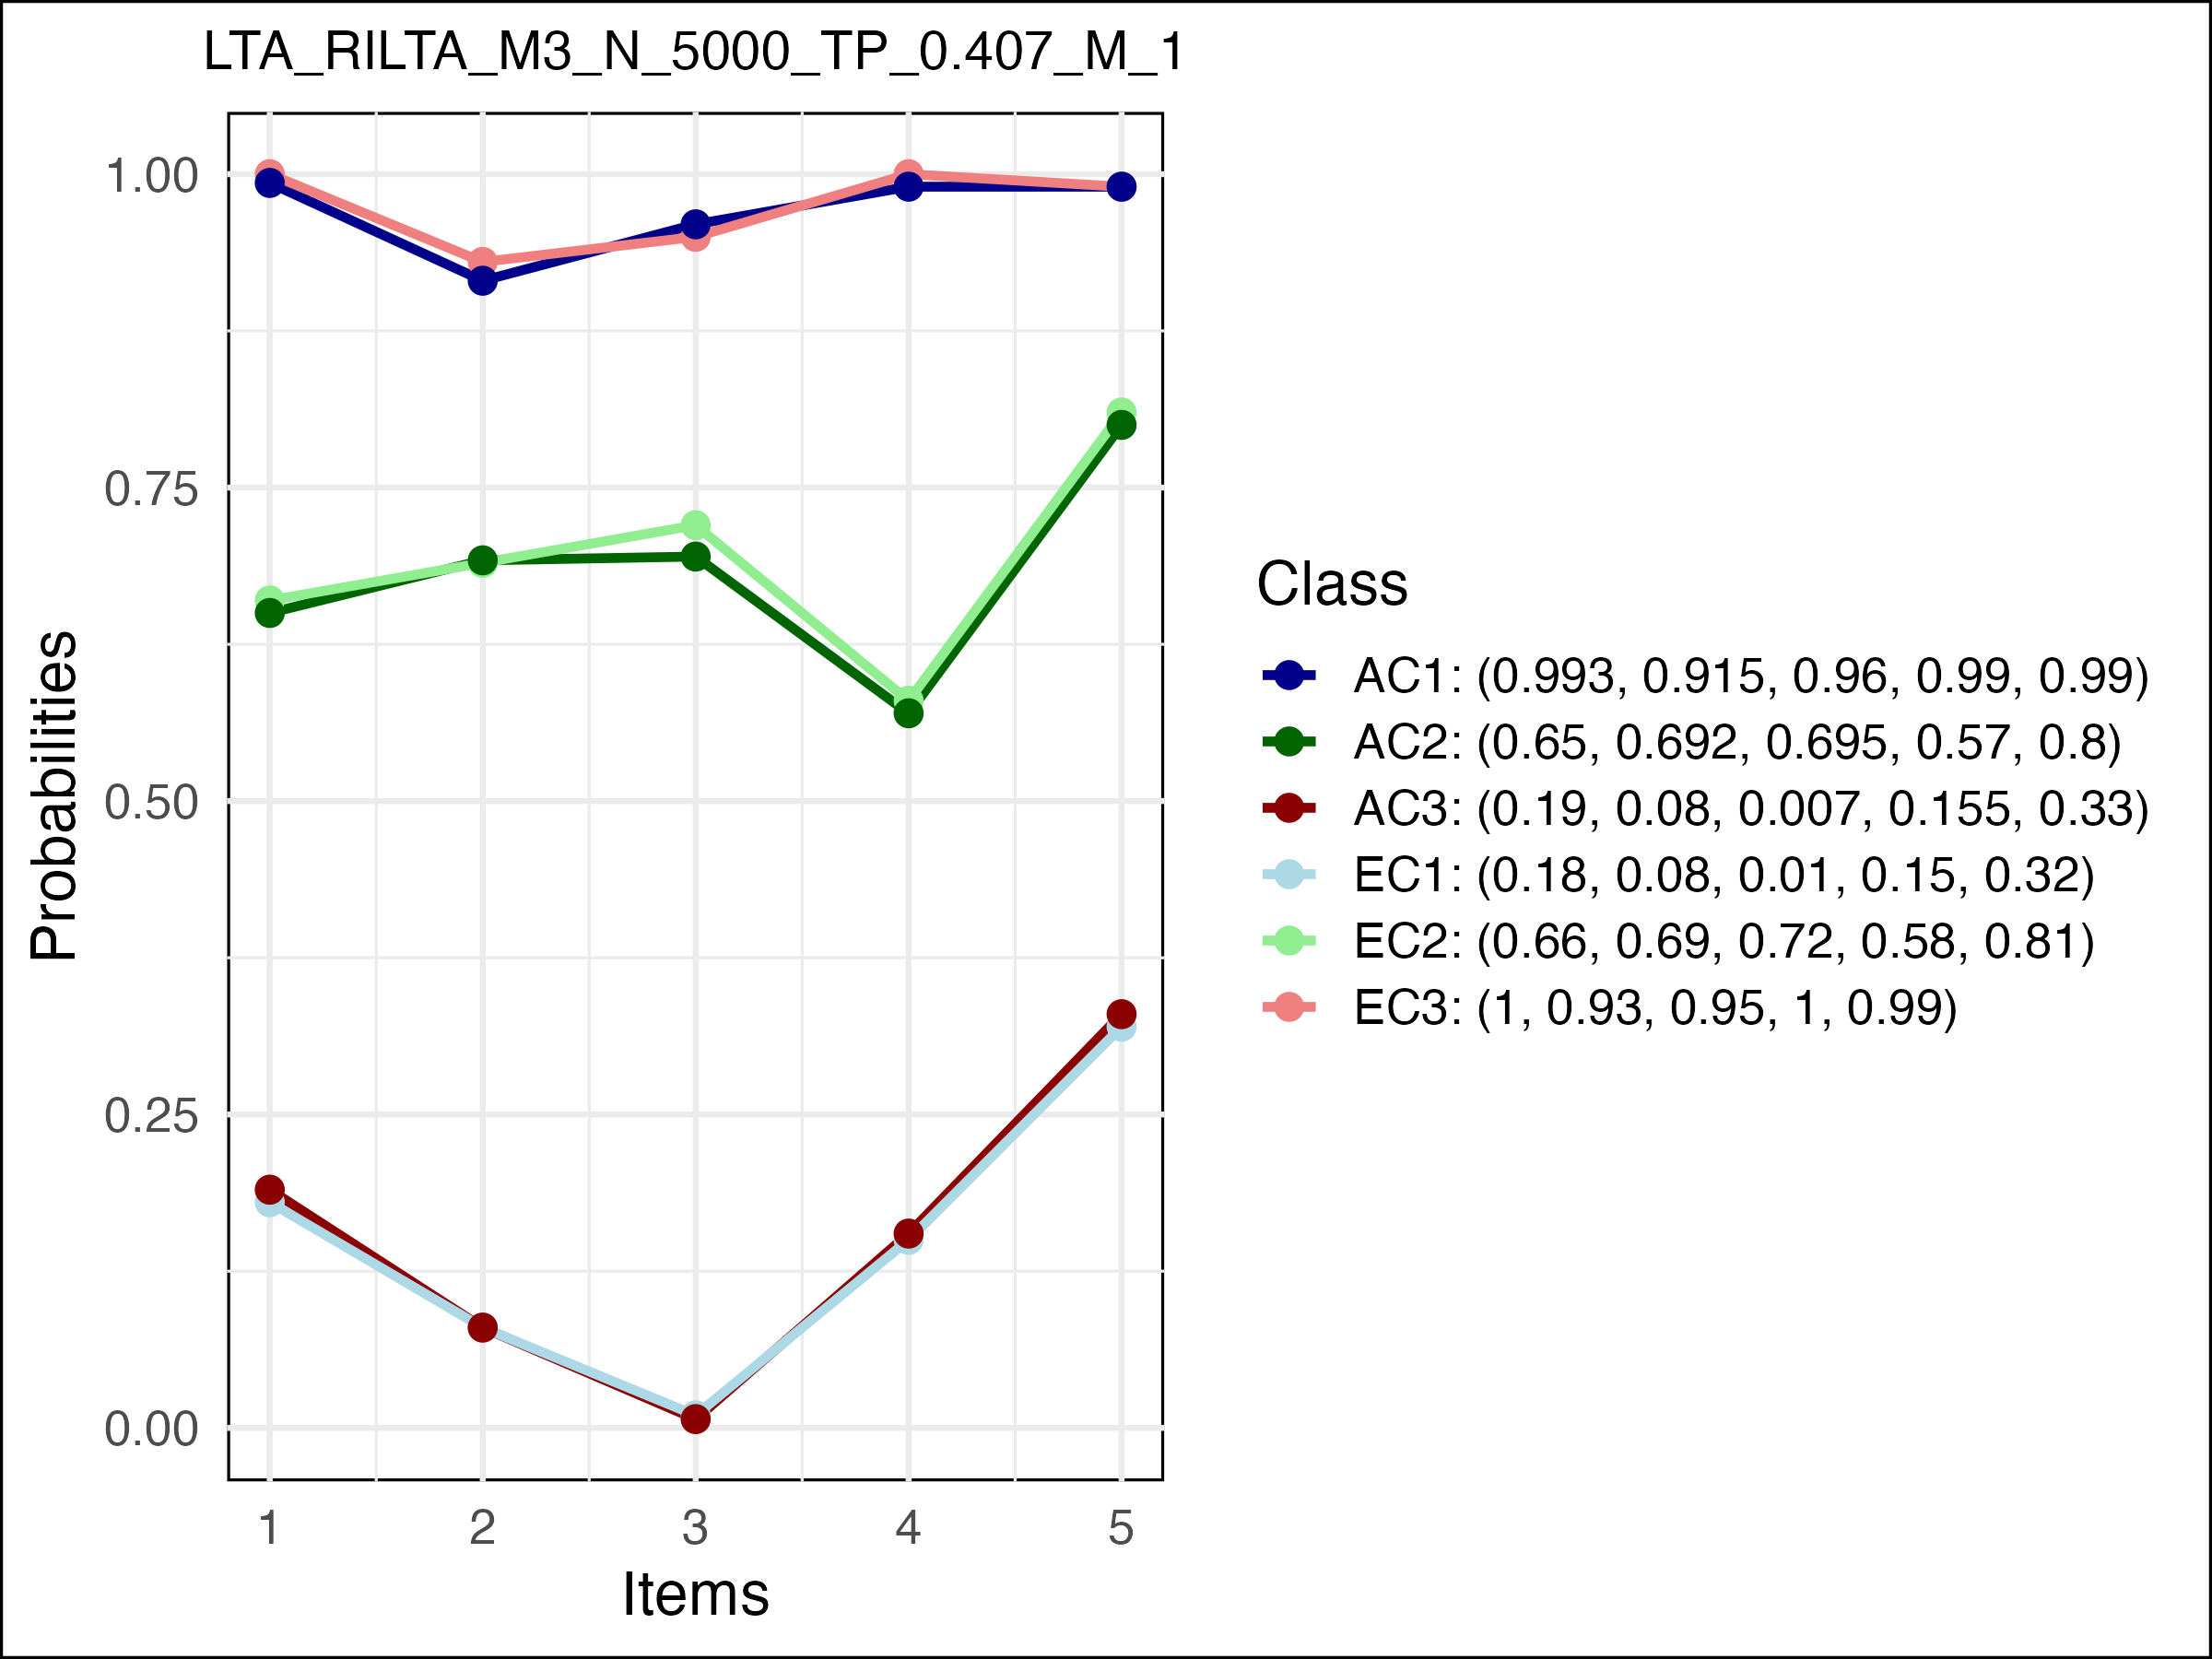 LTA_RILTA_M3_N_5000_TP_0.407_M_1
1.00
0.75
0.50
0.25
0.00
Probabilities
1 2 3 4 5
Items
Class
AC1: (0.993, 0.915, 0.96, 0.99, 0.99)
AC2: (0.65, 0.692, 0.695, 0.57, 0.8)
AC3: (0.19, 0.08, 0.007, 0.155, 0.33)
EC1: (0.18, 0.08, 0.01, 0.15, 0.32)
EC2: (0.66, 0.69, 0.72, 0.58, 0.81)
EC3: (1, 0.93, 0.95, 1, 0.99)